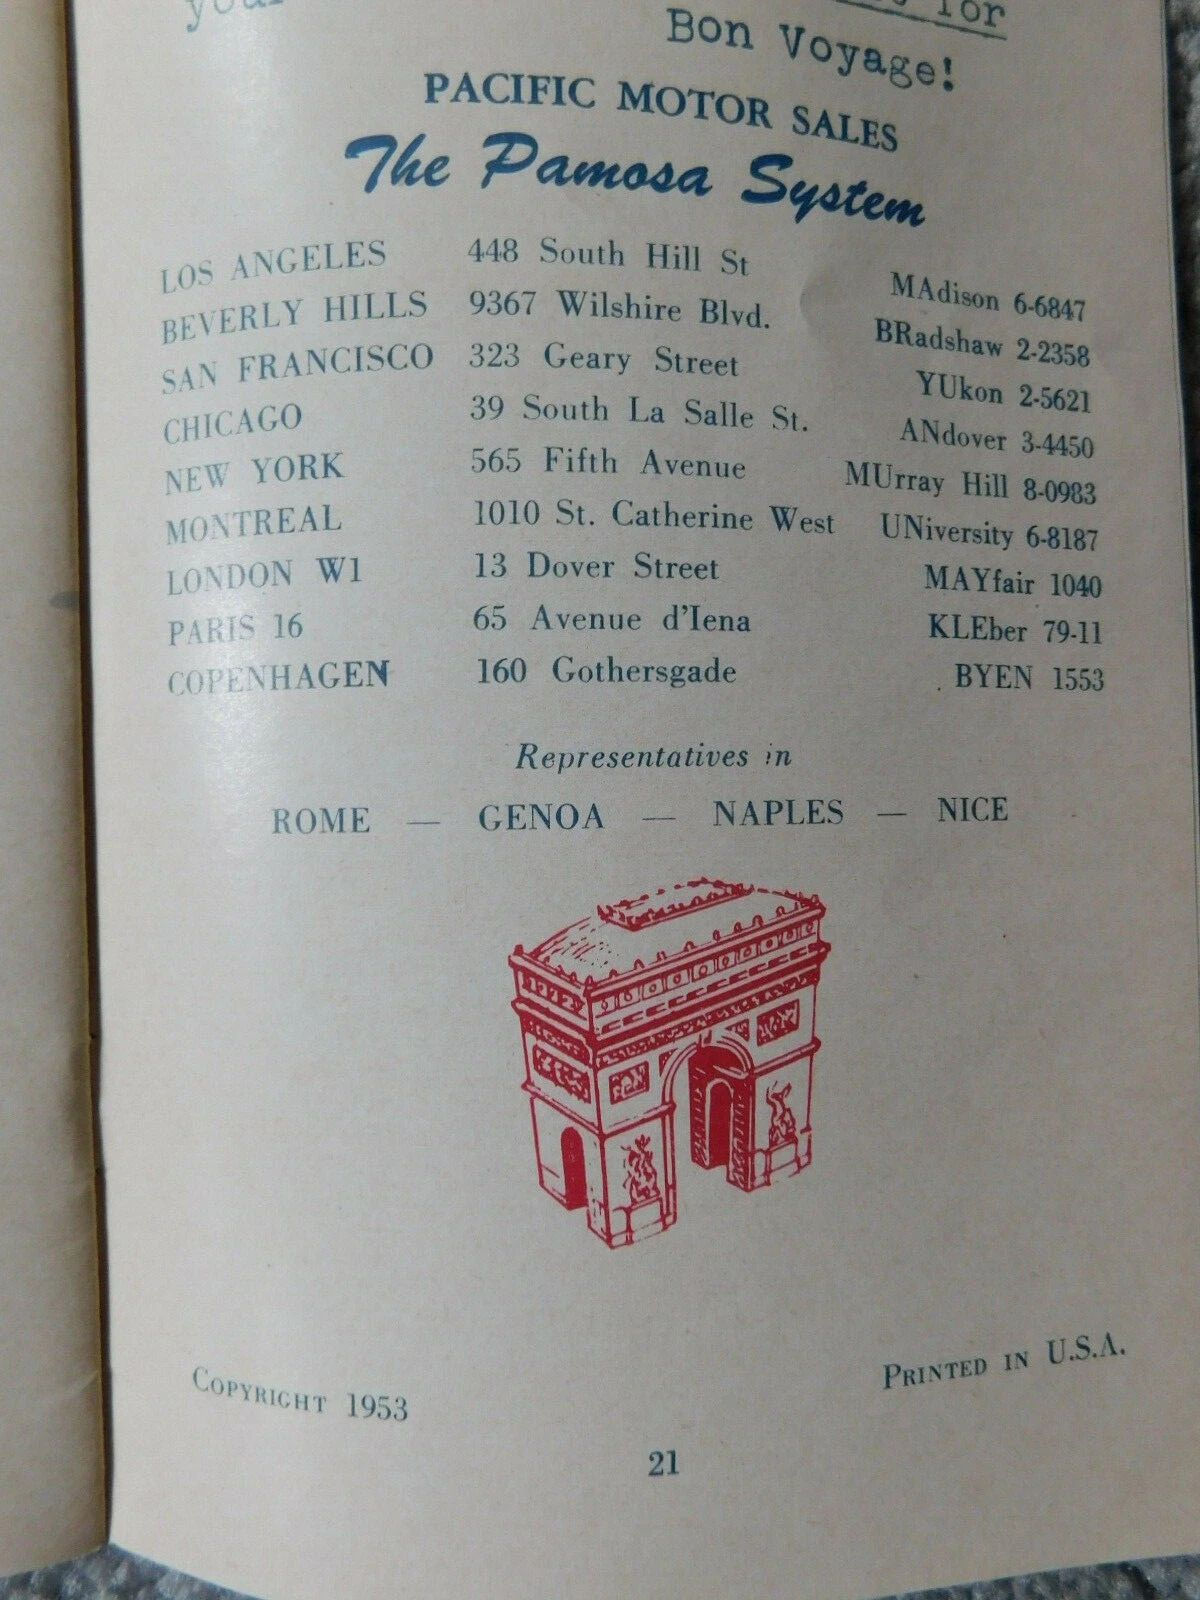 your for
Bon Voyage!
PACIFIC MOTOR SALES
The Pamosa System
LOS ANGELES 448 South Hill St MAdison 6-6847
BEVERLY HILLS 9367 Wilshire Blvd. BRadshaw 2-2358
SAN FRANCISCO 323 Geary Street YUkon 2-5621
CHICAGO 39 South La Salle St. ANdover 3-4450
NEW YORK 565 Fifth Avenue MUrray Hill 8-0983
MONTREAL 1010 St. Catherine West UNiversity 6-8187
LONDON W1 13 Dover Street MAYfair 1040
PARIS 16 65 Avenue d'Iena KLEber 79-11
COPENHAGEN 160 Gothersgade BYEN 1553
Representatives in
ROME — GENOA — NAPLES — NICE
COPYRIGHT 1953 PRINTED IN U.S.A.
21